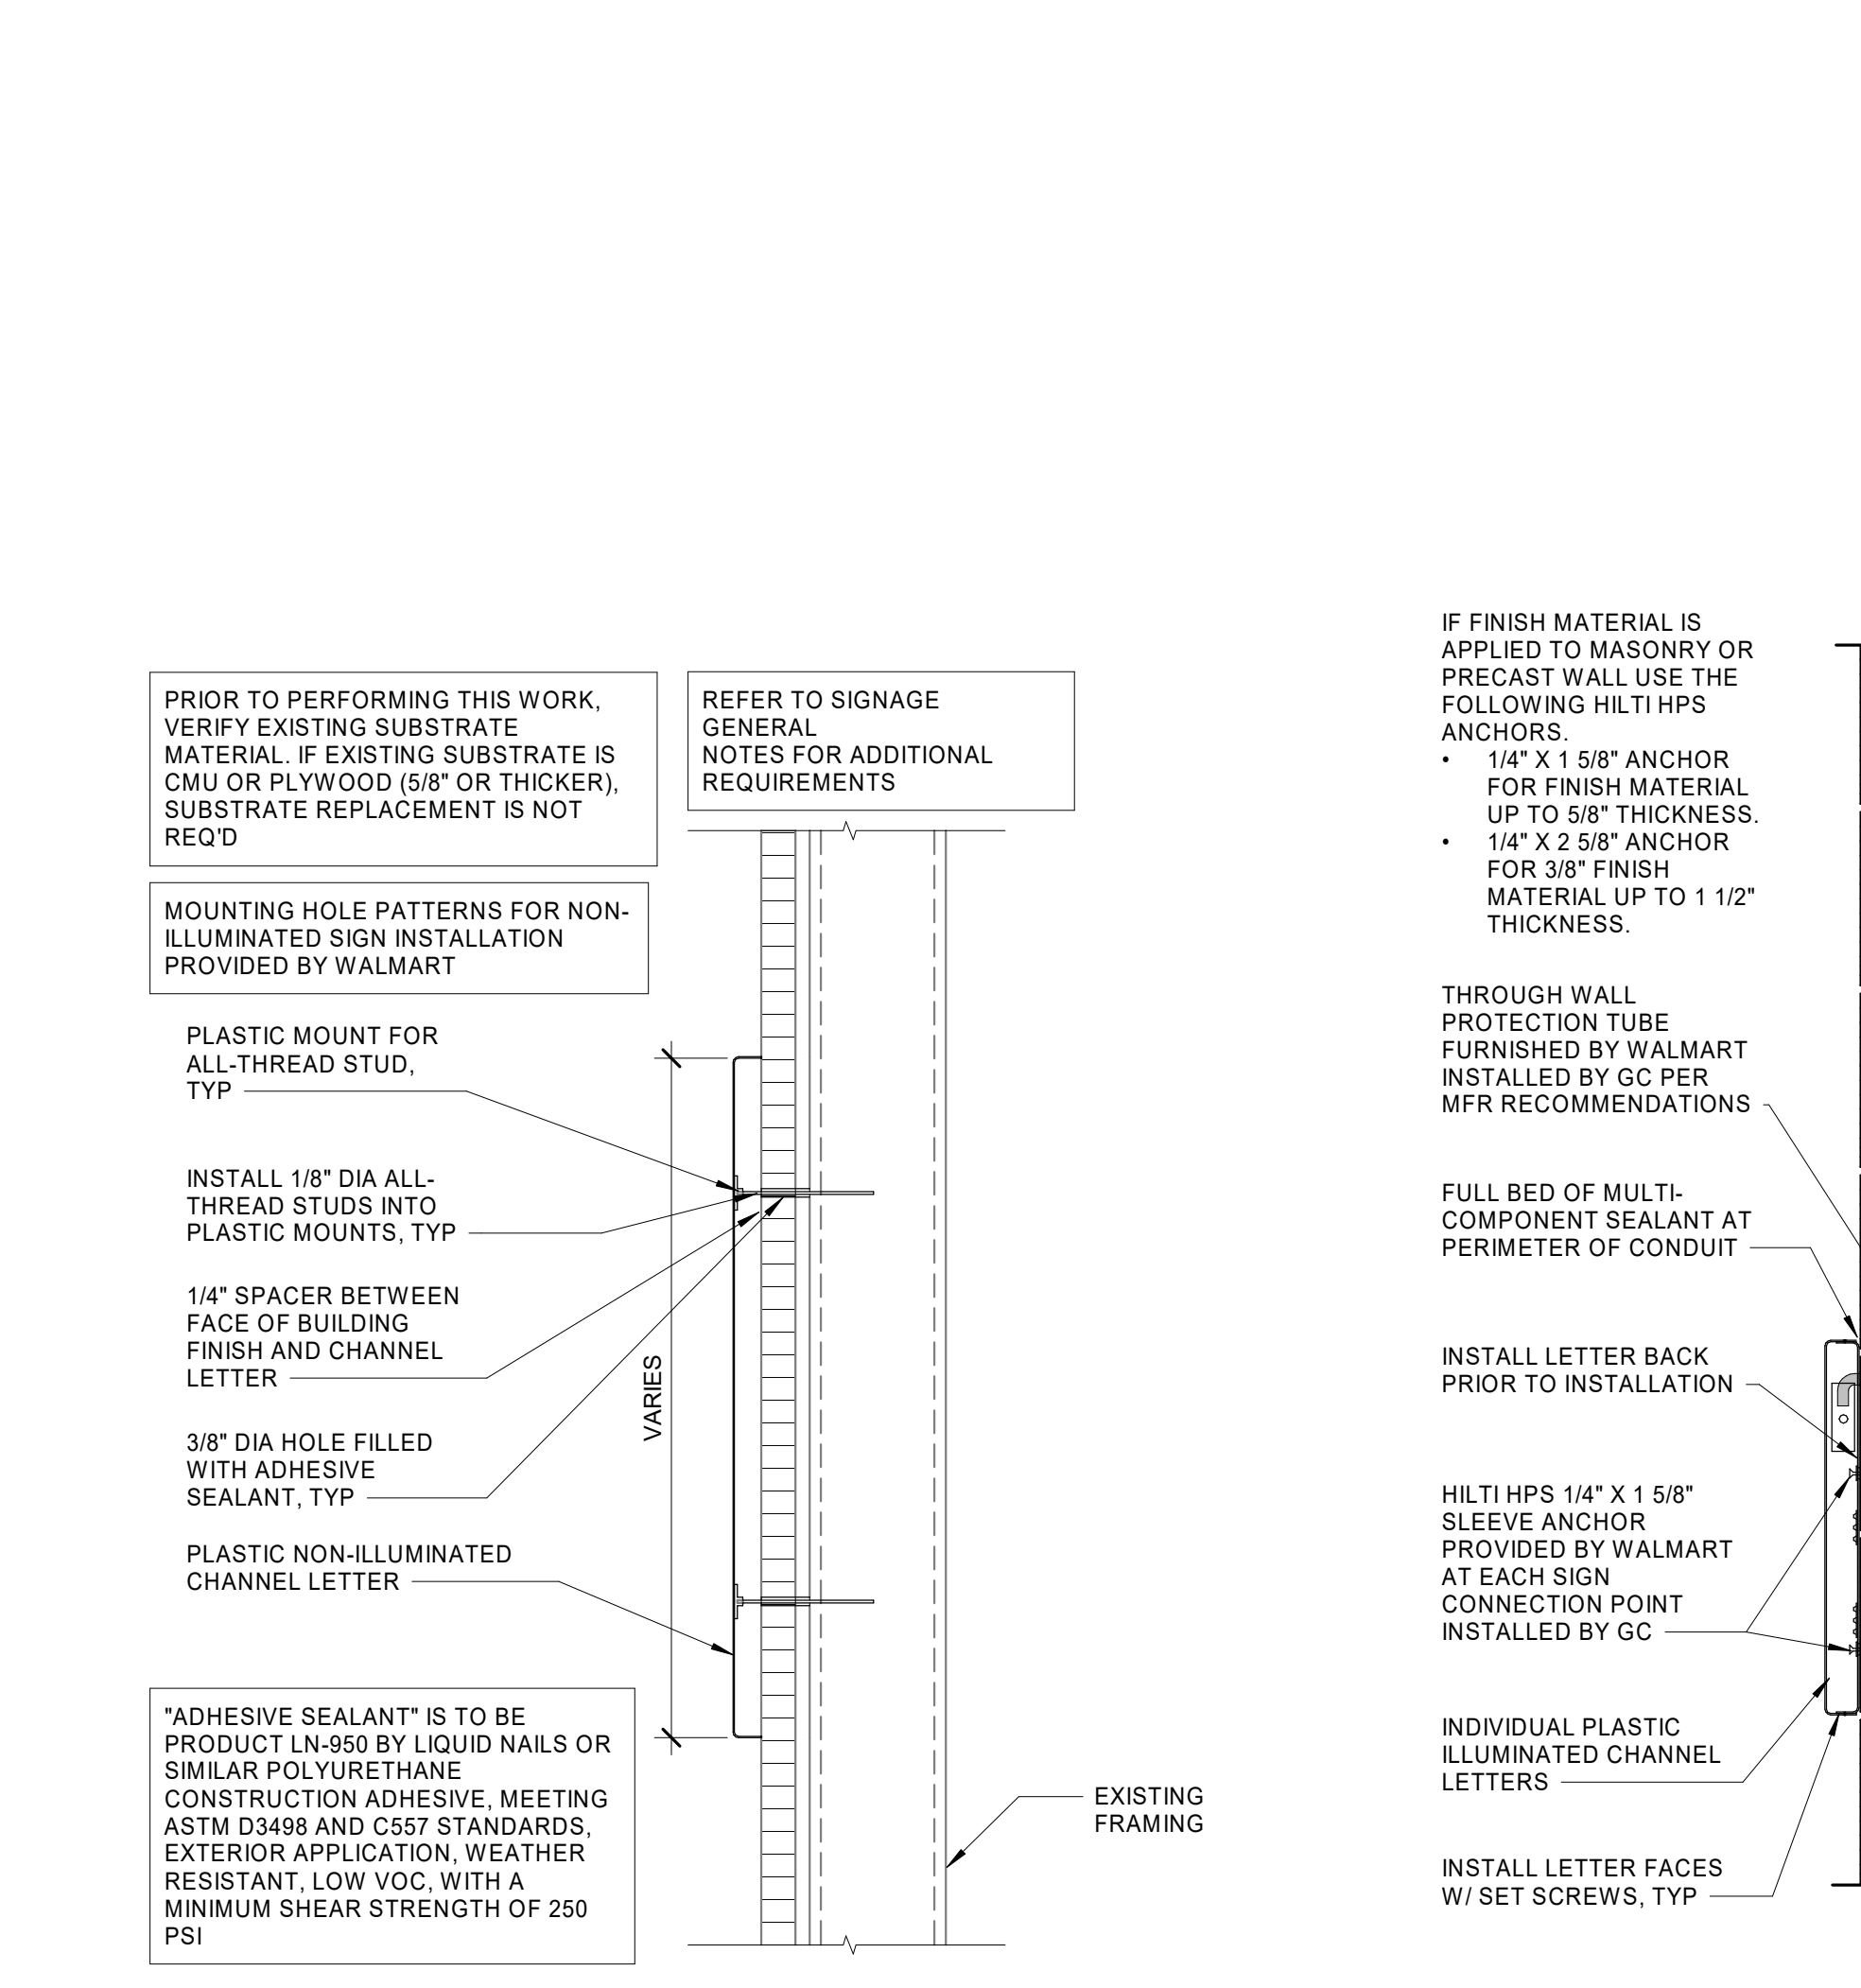 PRIOR TO PERFORMING THIS WORK,
VERIFY EXISTING SUBSTRATE
MATERIAL. IF EXISTING SUBSTRATE IS
CMU OR PLYWOOD (5/8" OR THICKER),
SUBSTRATE REPLACEMENT IS NOT
REQ'D
REFER TO SIGNAGE
GENERAL
NOTES FOR ADDITIONAL
REQUIREMENTS
MOUNTING HOLE PATTERNS FOR NON-
ILLUMINATED SIGN INSTALLATION
PROVIDED BY WALMART
PLASTIC MOUNT FOR
ALL-THREAD STUD,
TYP
INSTALL 1/8" DIA ALL-
THREAD STUDS INTO
PLASTIC MOUNTS, TYP
1/4" SPACER BETWEEN
FACE OF BUILDING
FINISH AND CHANNEL
LETTER
3/8" DIA HOLE FILLED
WITH ADHESIVE
SEALANT, TYP
PLASTIC NON-ILLUMINATED
CHANNEL LETTER
VARIES
"ADHESIVE SEALANT" IS TO BE
PRODUCT LN-950 BY LIQUID NAILS OR
SIMILAR POLYURETHANE
CONSTRUCTION ADHESIVE, MEETING
ASTM D3498 AND C557 STANDARDS,
EXTERIOR APPLICATION, WEATHER
RESISTANT, LOW VOC, WITH A
MINIMUM SHEAR STRENGTH OF 250
PSI
EXISTING
FRAMING
IF FINISH MATERIAL IS
APPLIED TO MASONRY OR
PRECAST WALL USE THE
FOLLOWING HILTI HPS
ANCHORS.
• 1/4" X 1 5/8" ANCHOR
FOR FINISH MATERIAL
UP TO 5/8" THICKNESS.
• 1/4" X 2 5/8" ANCHOR
FOR 3/8" FINISH
MATERIAL UP TO 1 1/2"
THICKNESS.
THROUGH WALL
PROTECTION TUBE
FURNISHED BY WALMART
INSTALLED BY GC PER
MFR RECOMMENDATIONS
FULL BED OF MULTI-
COMPONENT SEALANT AT
PERIMETER OF CONDUIT
INSTALL LETTER BACK
PRIOR TO INSTALLATION
HILTI HPS 1/4" X 1 5/8"
SLEEVE ANCHOR
PROVIDED BY WALMART
AT EACH SIGN
CONNECTION POINT
INSTALLED BY GC
INDIVIDUAL PLASTIC
ILLUMINATED CHANNEL
LETTERS
INSTALL LETTER FACES
W/ SET SCREWS, TYP